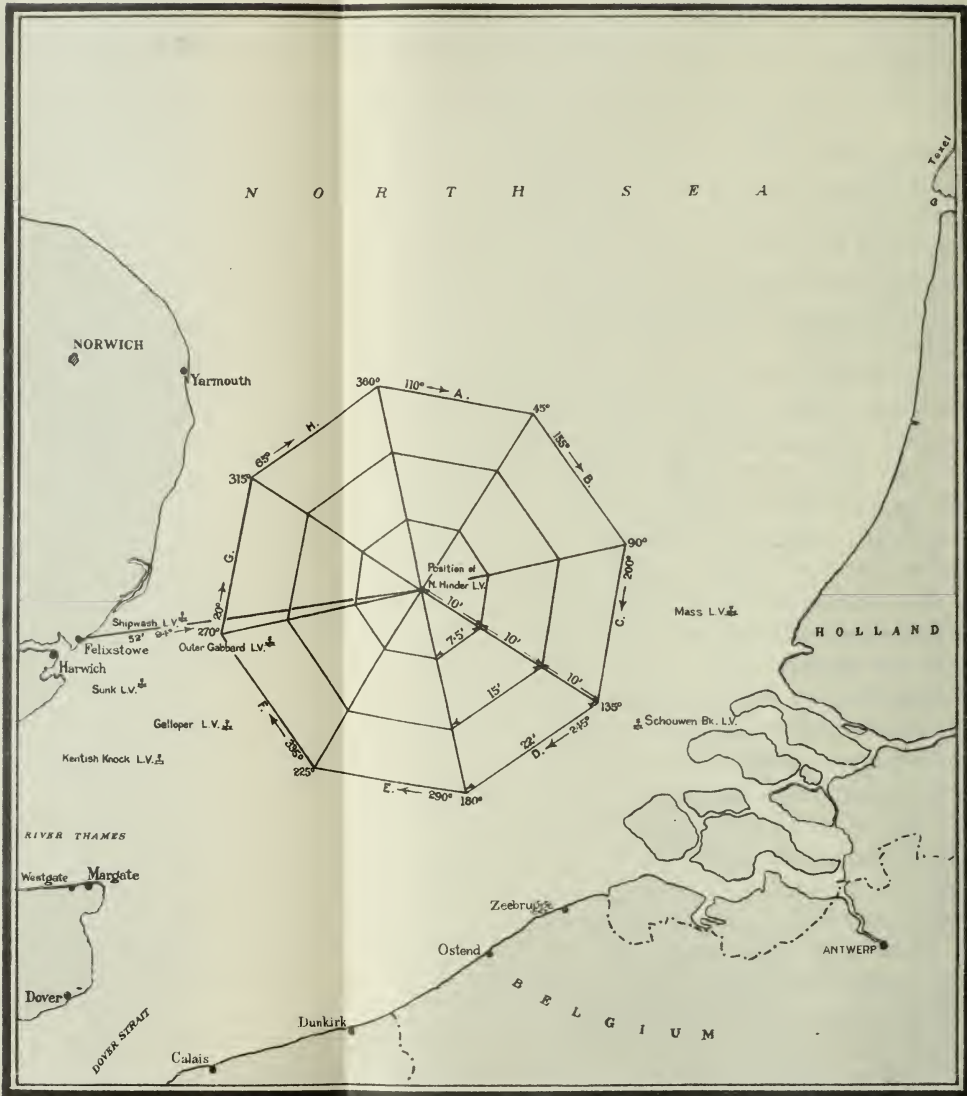 Texel
NORTH SEA
NORWICH
Yarmouth
360°
110° → A.
45°
H.
65° →
155° →
B.
315°
90°
G.
200° →
C.
Position of
N. Hinder L.V.
10'
Shipwash L.V.
20° →
Mass L.V.
52' 94° →
270°
HOLLAND
Felixstowe
Outer Gabbard L.V.
7·5'
10'
Harwich
10'
Sunk L.V.
15'
135°
Galloper L.V.
F.
335° →
22'
D. ← 245°
Schouwen Bk. L.V.
Kentish Knock L.V.
225°
E. ← 290°
180°
RIVER THAMES
Westgate
Margate
Zeebrugge
Ostend
ANTWERP
Dover
BELGIUM
DOVER STRAIT
Dunkirk
Calais